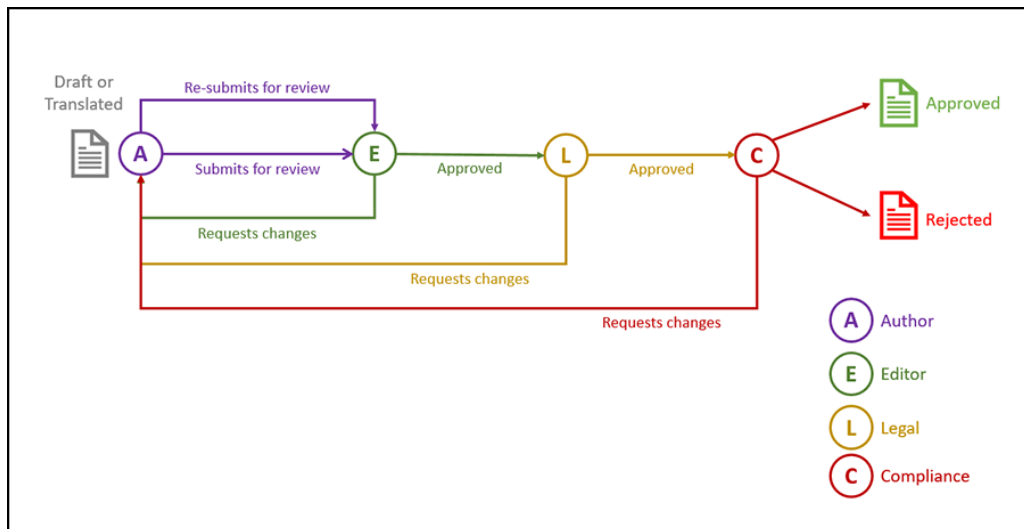 Draft or
Translated
Re-submits for review
A
Submits for review
E
Approved
L
Approved
C
Approved
Rejected
Requests changes
Requests changes
Requests changes
A Author
E Editor
L Legal
C Compliance